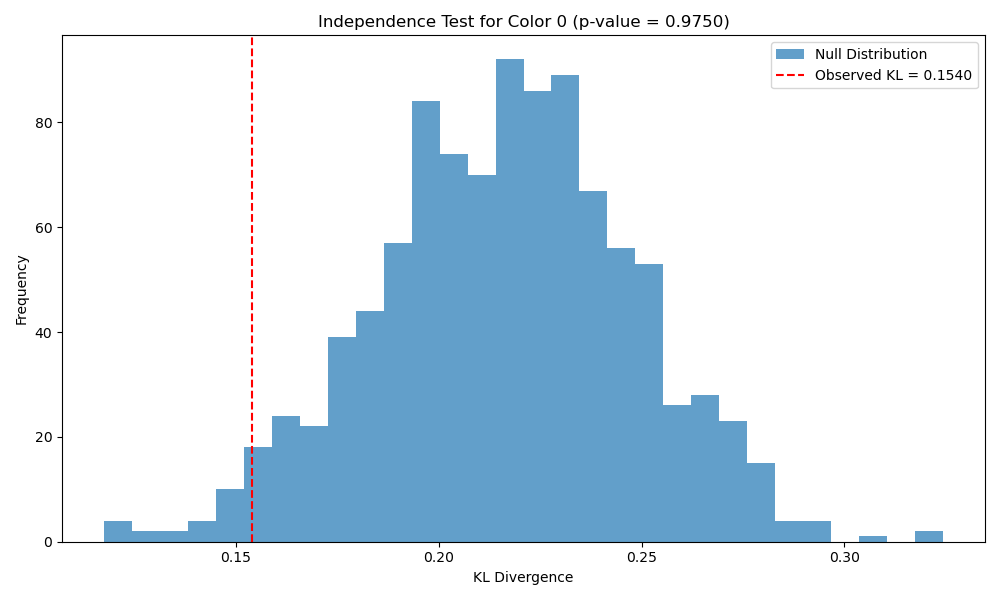 Independence Test for Color 0 (p-value = 0.9750)
Null Distribution
Observed KL = 0.1540
Frequency
80
60
40
20
0
0.15 0.20 0.25 0.30
KL Divergence